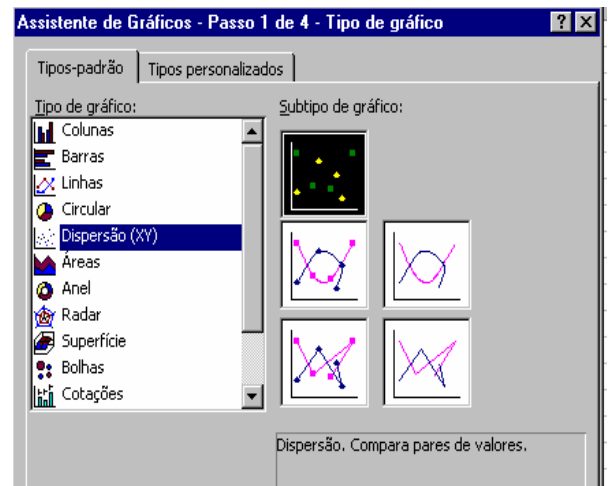 Assistente de Gráficos - Passo 1 de 4 - Tipo de gráfico
Tipos-padrão
Tipos personalizados
Tipo de gráfico:
Colunas
Barras
Linhas
Circular
Dispersão (XY)
Áreas
Anel
Radar
Superfície
Bolhas
Cotações
Subtipo de gráfico:
Dispersão. Compara pares de valores.